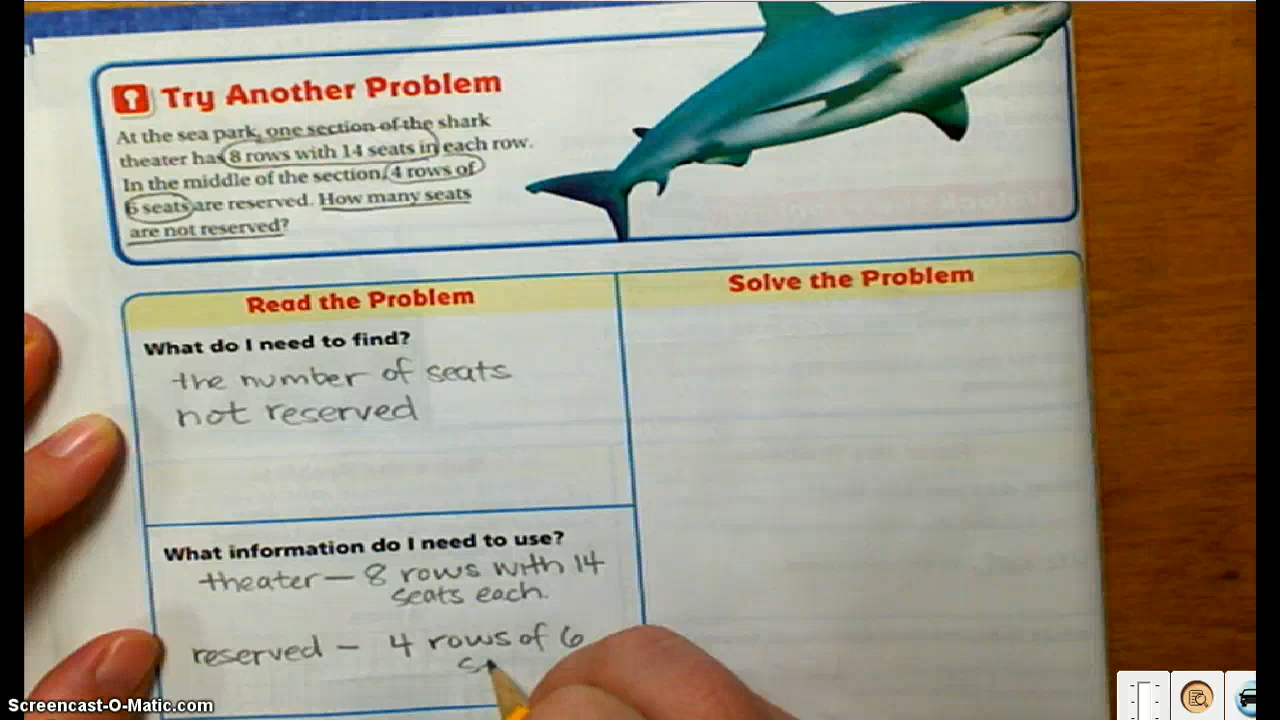 Try Another Problem
At the sea park, one section of the shark
theater has 8 rows with 14 seats in each row.
In the middle of the section, 4 rows of
6 seats are reserved. How many seats
are not reserved?
Read the Problem
Solve the Problem
What do I need to find?
the number of seats
not reserved
What information do I need to use?
theater – 8 rows with 14
seats each.
reserved – 4 rows of 6
Screencast-O-Matic.com